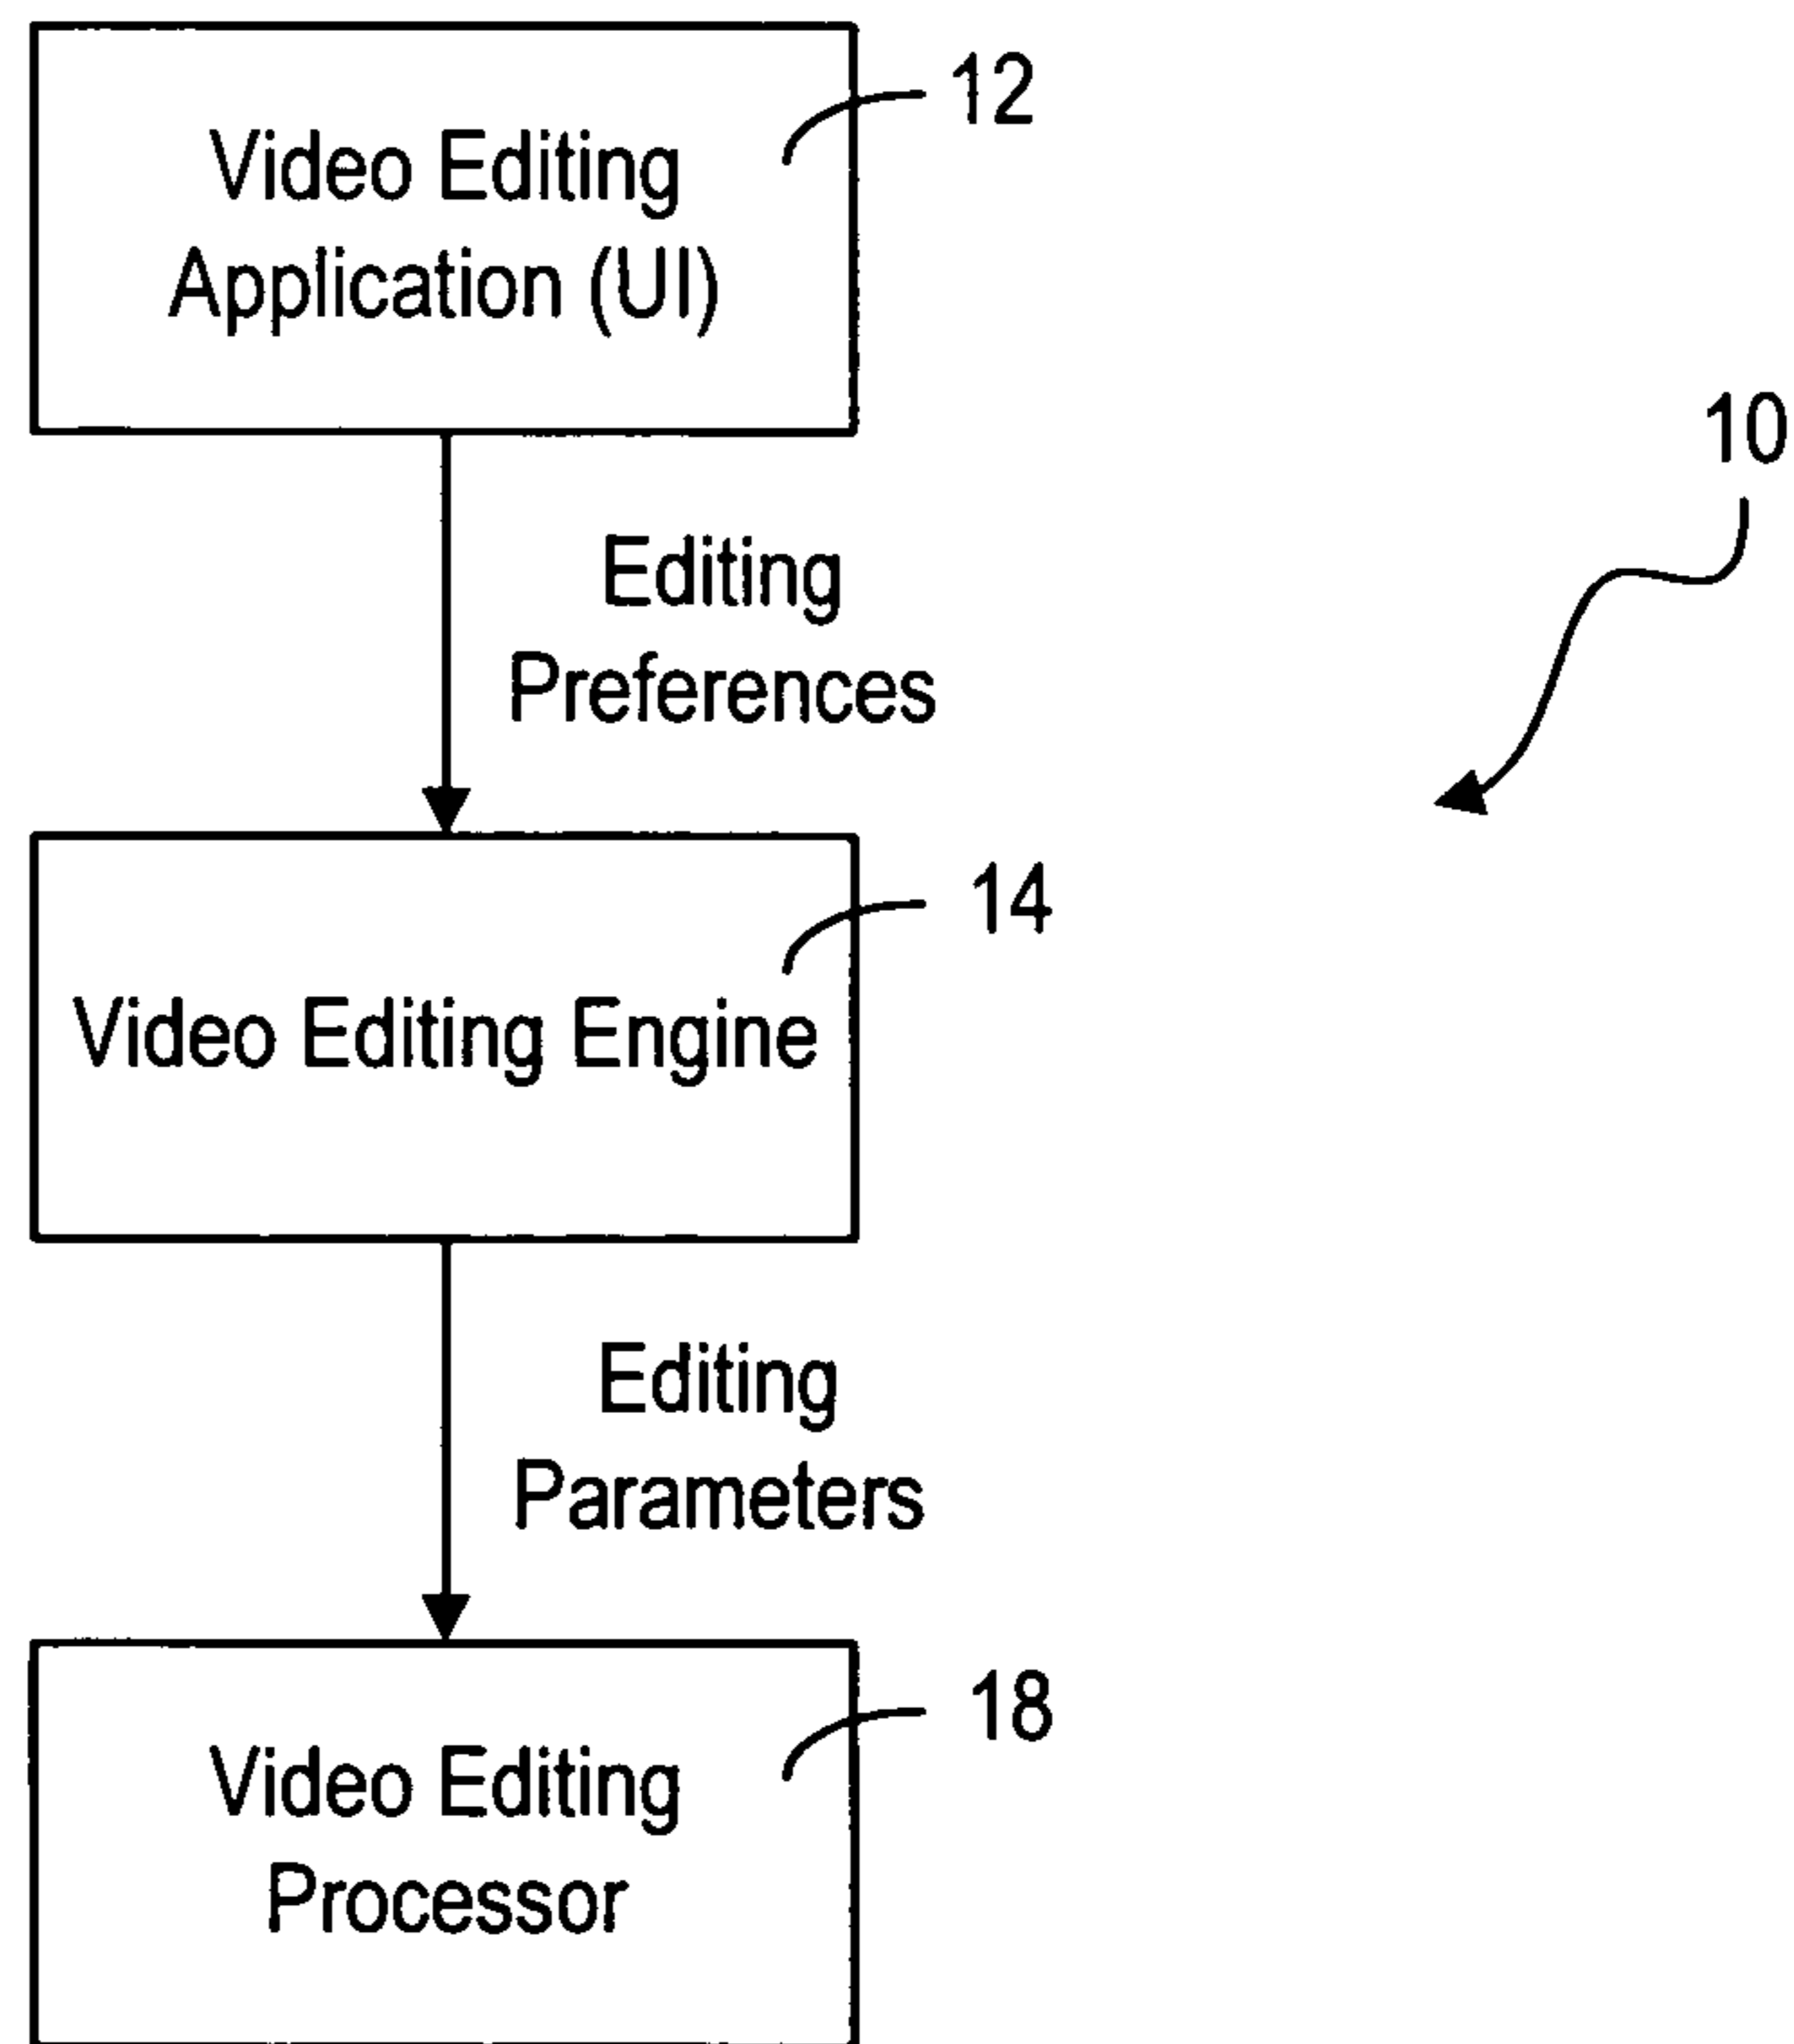 12
Video Editing
Application (UI)
10
Editing
Preferences
14
Video Editing Engine
Editing
Parameters
18
Video Editing
Processor